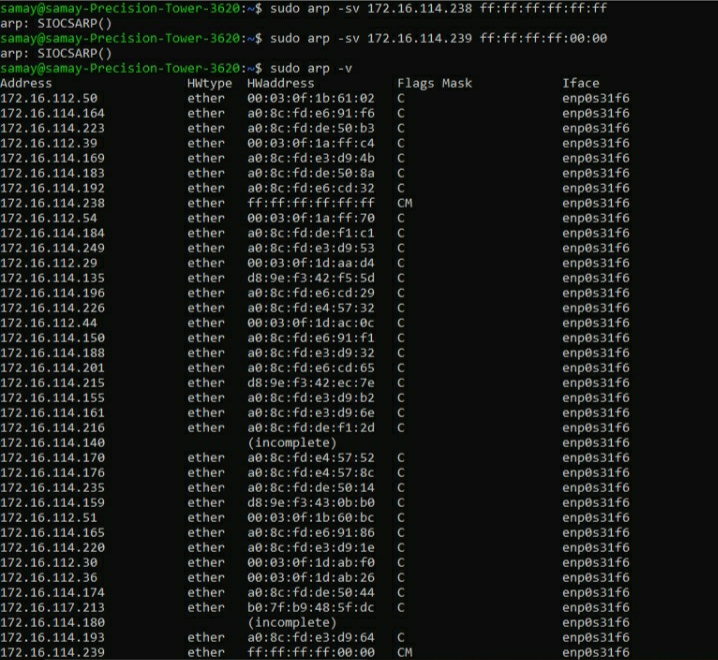 samay@samay-Precision-Tower-3620:~$ sudo arp -sv 172.16.114.238 ff:ff:ff:ff:ff:ff
arp: SIOCSARP()
samay@samay-Precision-Tower-3620:~$ sudo arp -sv 172.16.114.239 ff:ff:ff:ff:00:00
arp: SIOCSARP()
samay@samay-Precision-Tower-3620:~$ sudo arp -v
Address HWtype HWaddress Flags Mask Iface
172.16.112.50 ether 00:03:0f:1b:61:02 C enp0s31f6
172.16.114.164 ether a0:8c:fd:e6:91:f6 C enp0s31f6
172.16.114.223 ether a0:8c:fd:de:50:b3 C enp0s31f6
172.16.112.39 ether 00:03:0f:1a:ff:c4 C enp0s31f6
172.16.114.169 ether a0:8c:fd:e3:d9:4b C enp0s31f6
172.16.114.183 ether a0:8c:fd:de:50:8a C enp0s31f6
172.16.114.192 ether a0:8c:fd:e6:cd:32 C enp0s31f6
172.16.114.238 ether ff:ff:ff:ff:ff:ff CM enp0s31f6
172.16.112.54 ether 00:03:0f:1a:ff:70 C enp0s31f6
172.16.114.184 ether a0:8c:fd:de:f1:c1 C enp0s31f6
172.16.114.249 ether a0:8c:fd:e3:d9:53 C enp0s31f6
172.16.112.29 ether 00:03:0f:1d:aa:d4 C enp0s31f6
172.16.114.135 ether d8:9e:f3:42:f5:5d C enp0s31f6
172.16.114.196 ether a0:8c:fd:e6:cd:29 C enp0s31f6
172.16.114.226 ether a0:8c:fd:e4:57:32 C enp0s31f6
172.16.112.44 ether 00:03:0f:1d:ac:0c C enp0s31f6
172.16.114.150 ether a0:8c:fd:e6:91:f1 C enp0s31f6
172.16.114.188 ether a0:8c:fd:e3:d9:32 C enp0s31f6
172.16.114.201 ether a0:8c:fd:e6:cd:65 C enp0s31f6
172.16.114.215 ether d8:9e:f3:42:ec:7e C enp0s31f6
172.16.114.155 ether a0:8c:fd:e3:d9:b2 C enp0s31f6
172.16.114.161 ether a0:8c:fd:e3:d9:6e C enp0s31f6
172.16.114.216 ether a0:8c:fd:de:f1:2d C enp0s31f6
172.16.114.140 (incomplete) enp0s31f6
172.16.114.170 ether a0:8c:fd:e4:57:52 C enp0s31f6
172.16.114.176 ether a0:8c:fd:e4:57:8c C enp0s31f6
172.16.114.235 ether a0:8c:fd:de:50:14 C enp0s31f6
172.16.114.159 ether d8:9e:f3:43:0b:b0 C enp0s31f6
172.16.112.51 ether 00:03:0f:1b:60:bc C enp0s31f6
172.16.114.165 ether a0:8c:fd:e6:91:86 C enp0s31f6
172.16.114.220 ether a0:8c:fd:e3:d9:1e C enp0s31f6
172.16.112.30 ether 00:03:0f:1d:ab:f0 C enp0s31f6
172.16.112.36 ether 00:03:0f:1d:ab:26 C enp0s31f6
172.16.114.174 ether a0:8c:fd:de:50:44 C enp0s31f6
172.16.117.213 ether b0:7f:b9:48:5f:dc C enp0s31f6
172.16.114.180 (incomplete) enp0s31f6
172.16.114.193 ether a0:8c:fd:e3:d9:64 C enp0s31f6
172.16.114.239 ether ff:ff:ff:ff:00:00 CM enp0s31f6